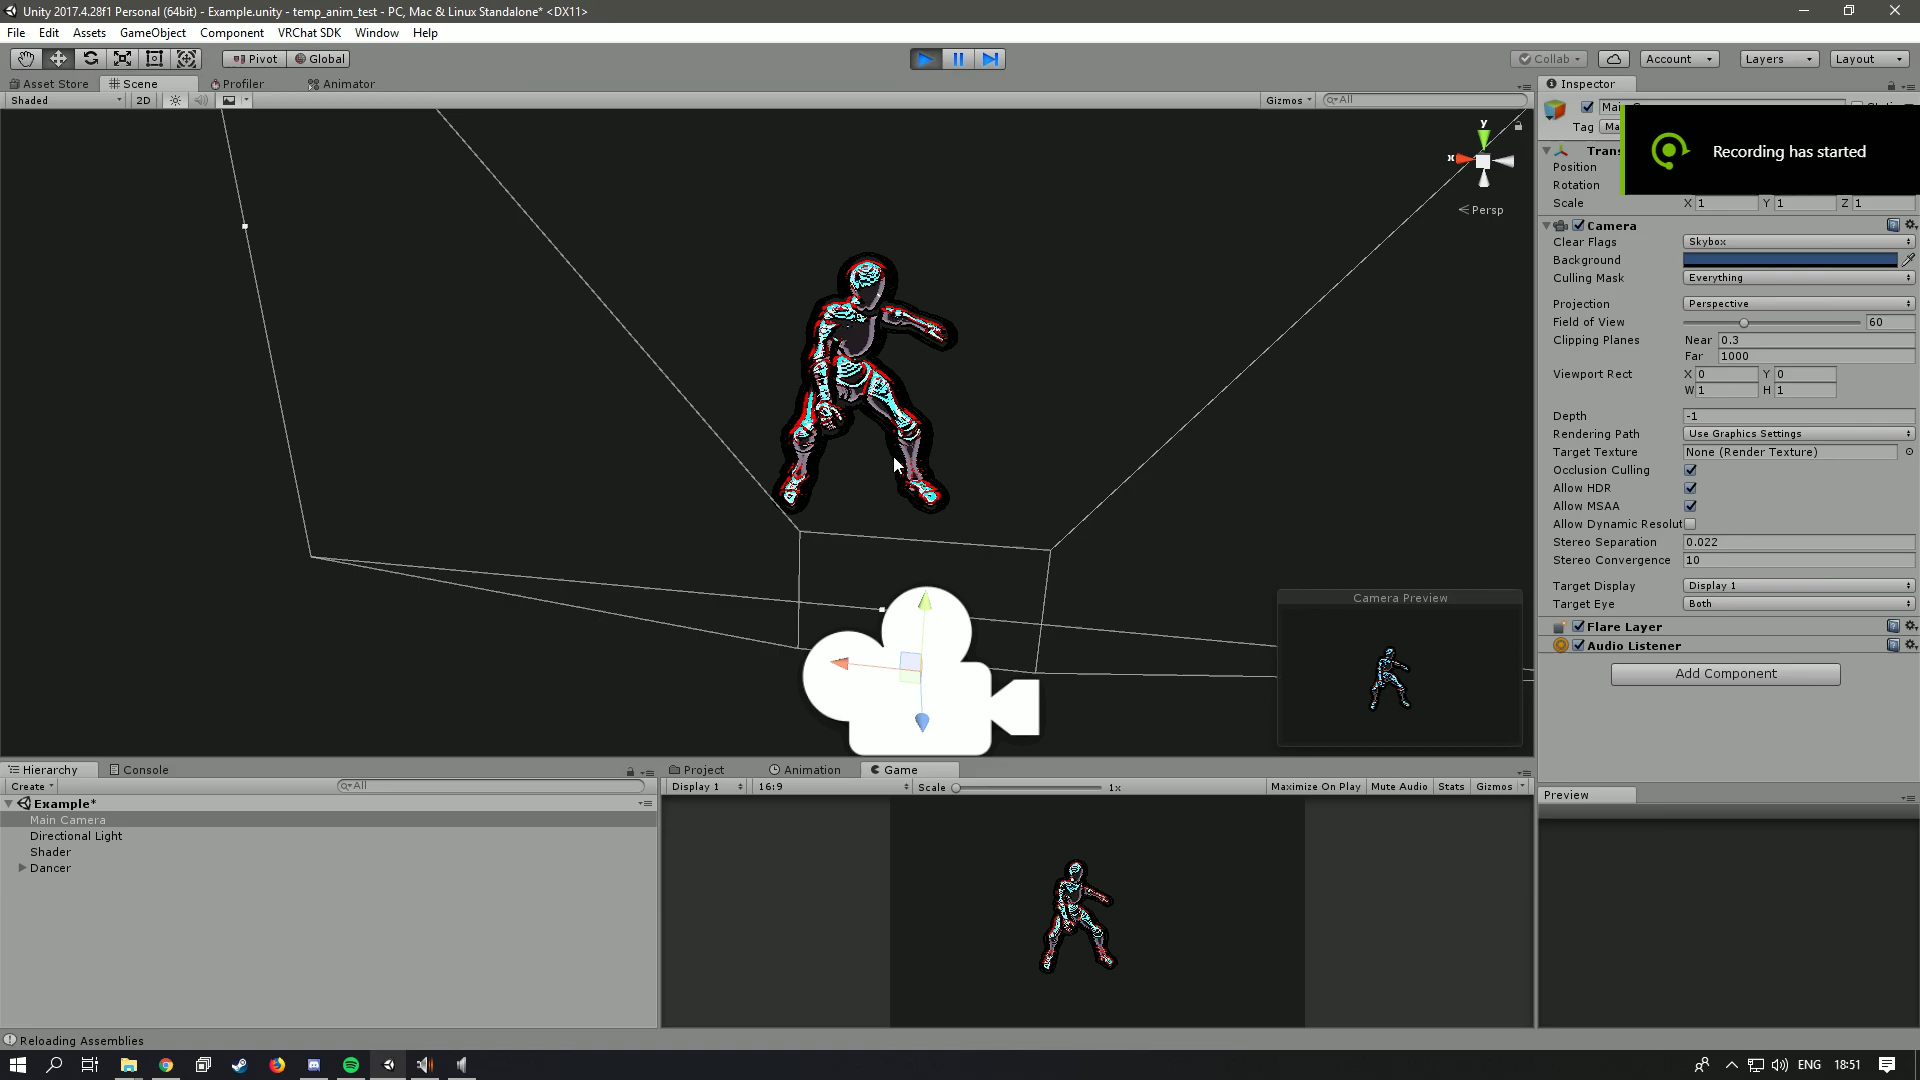 Unity 2017.4.28f1 Personal (64bit) - Example.unity - temp_anim_test - PC, Mac & Linux Standalone* <DX11>
File Edit Assets GameObject Component VRChat SDK Window Help
Pivot Global Collab Account Layers Layout
Asset Store Scene Profiler Animator
Shaded 2D Gizmos All
y
x
Persp
Inspector
Tag
Recording has started
Trans
Position
Rotation
Scale X 1 Y 1 Z 1
Camera
Clear Flags Skybox
Background
Culling Mask Everything
Projection Perspective
Field of View 60
Clipping Planes Near 0.3
Far 1000
Viewport Rect X 0 Y 0
W 1 H 1
Depth -1
Rendering Path Use Graphics Settings
Target Texture None (Render Texture)
Occlusion Culling
Allow HDR
Allow MSAA
Allow Dynamic Resolut
Stereo Separation 0.022
Stereo Convergence 10
Target Display Display 1
Target Eye Both
Flare Layer
Audio Listener
Add Component
Camera Preview
Hierarchy Console
Create All
Example*
Main Camera
Directional Light
Shader
Dancer
Project Animation Game
Display 1 16:9 Scale 1x Maximize On Play Mute Audio Stats Gizmos
Preview
Reloading Assemblies
ENG 18:51